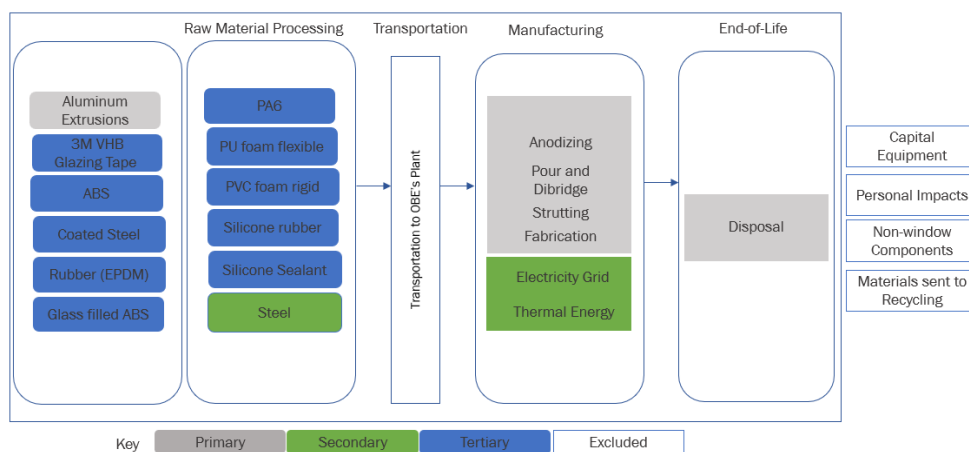 Raw Material Processing
Transportation
Manufacturing
End-of-Life
Aluminum
Extrusions
3M VHB
Glazing Tape
ABS
Coated Steel
Rubber (EPDM)
Glass filled ABS
PA6
PU foam flexible
PVC foam rigid
Silicone rubber
Silicone Sealant
Steel
Transportation to OBE's Plant
Anodizing
Pour and
Dibridge
Strutting
Fabrication
Electricity Grid
Thermal Energy
Disposal
Capital
Equipment
Personal Impacts
Non-window
Components
Materials sent to
Recycling
Key
Primary
Secondary
Tertiary
Excluded